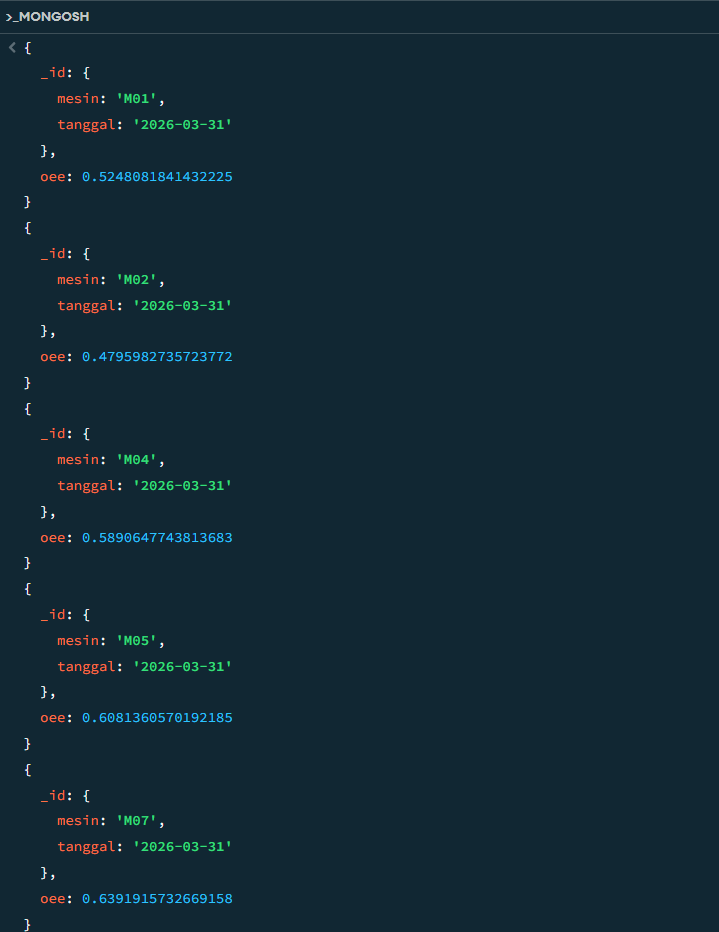 >_MONGOSH
< {
_id: {
mesin: 'M01',
tanggal: '2026-03-31'
},
oee: 0.5248081841432225
}
{
_id: {
mesin: 'M02',
tanggal: '2026-03-31'
},
oee: 0.4795982735723772
}
{
_id: {
mesin: 'M04',
tanggal: '2026-03-31'
},
oee: 0.5890647743813683
}
{
_id: {
mesin: 'M05',
tanggal: '2026-03-31'
},
oee: 0.6081360570192185
}
{
_id: {
mesin: 'M07',
tanggal: '2026-03-31'
},
oee: 0.6391915732669158
}